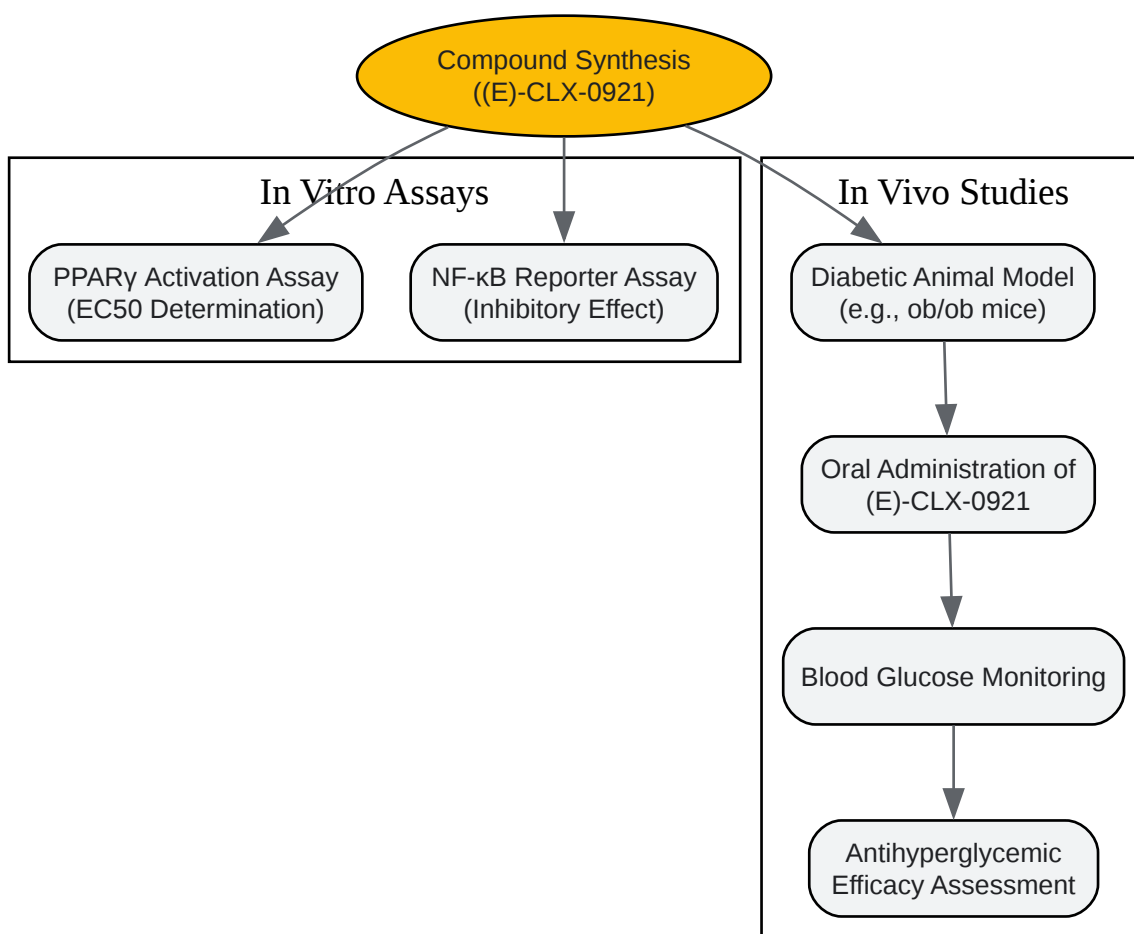 Compound Synthesis
((E)-CLX-0921)
In Vitro Assays
PPARγ Activation Assay
(EC50 Determination)
NF-κB Reporter Assay
(Inhibitory Effect)
In Vivo Studies
Diabetic Animal Model
(e.g., ob/ob mice)
Oral Administration of
(E)-CLX-0921
Blood Glucose Monitoring
Antihyperglycemic
Efficacy Assessment